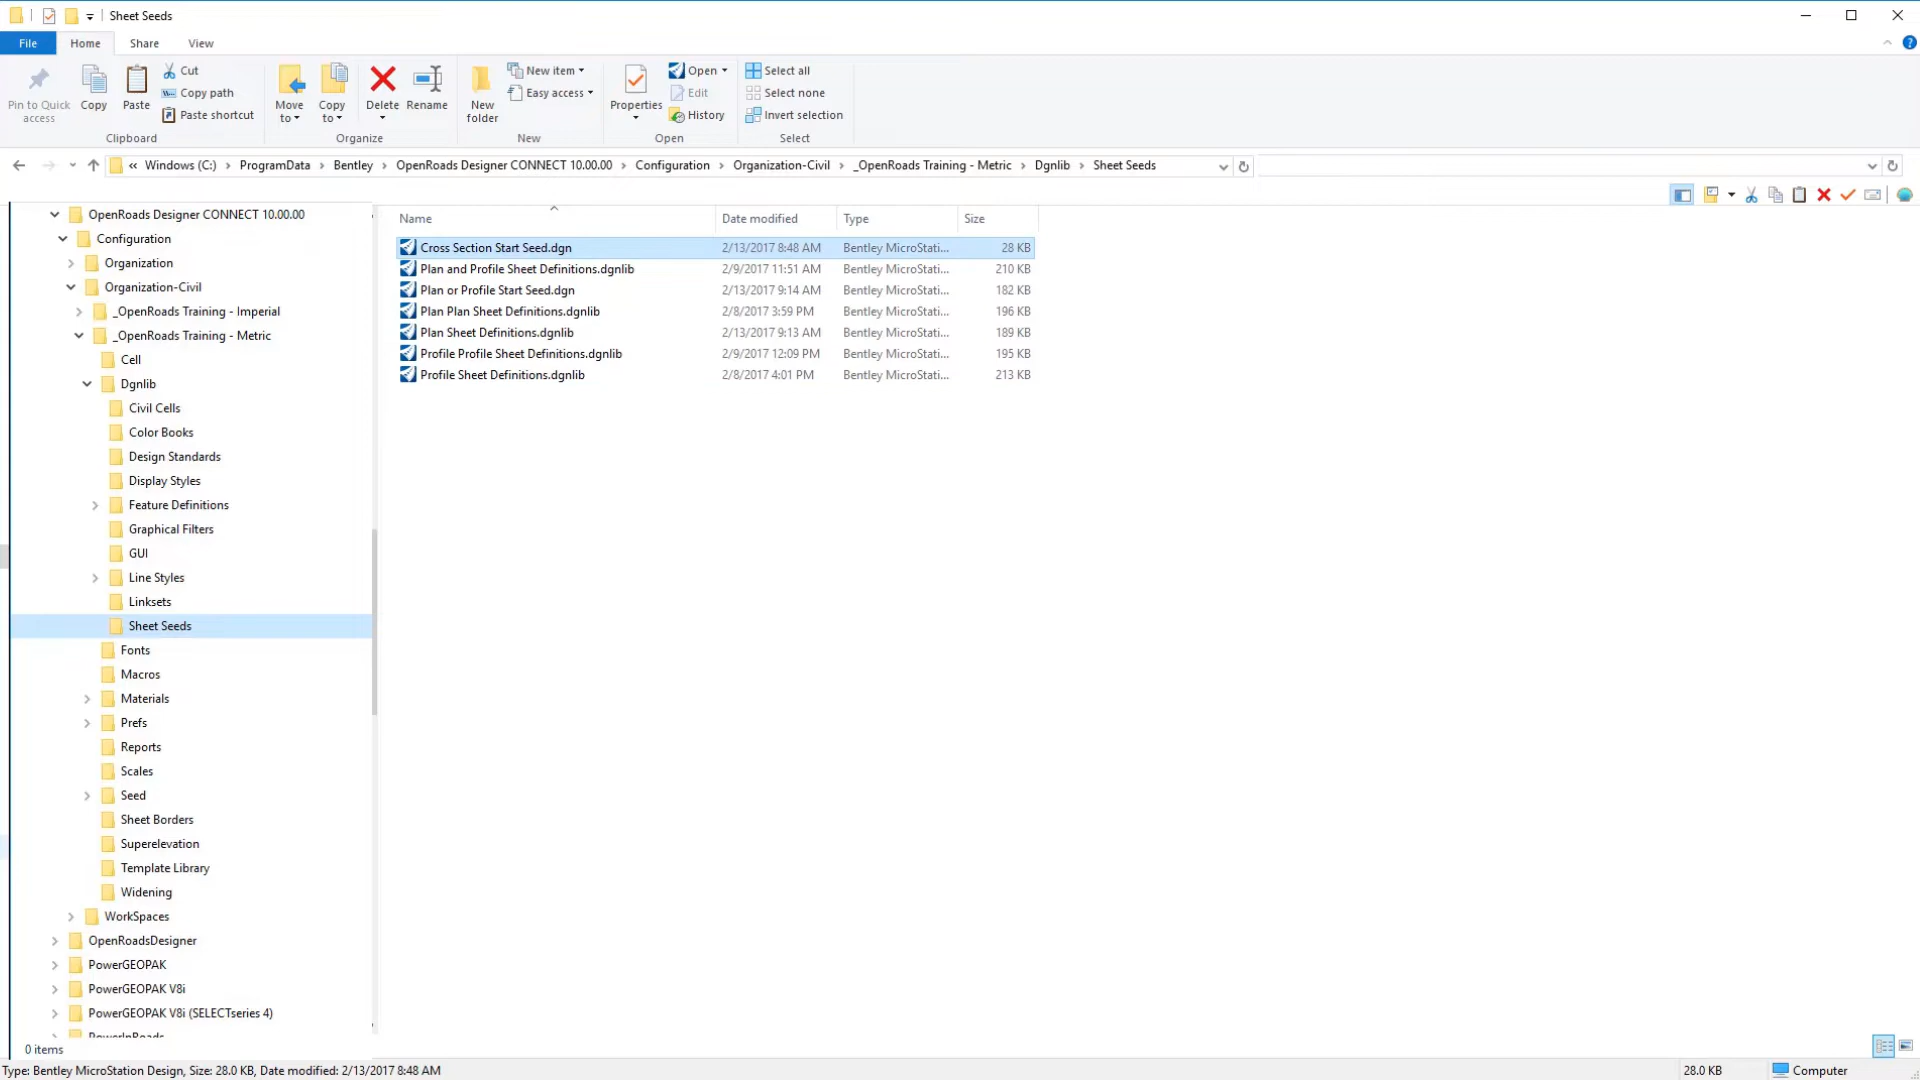 Sheet Seeds
File Home Share View
Pin to Quick access
Copy
Paste
Cut
Copy path
Paste shortcut
Clipboard
Move to
Copy to
Delete
Rename
Organize
New folder
New item
Easy access
New
Properties
Open
Edit
History
Open
Select all
Select none
Invert selection
Select
« Windows (C:) › ProgramData › Bentley › OpenRoads Designer CONNECT 10.00.00 › Configuration › Organization-Civil › _OpenRoads Training - Metric › Dgnlib › Sheet Seeds
OpenRoads Designer CONNECT 10.00.00
Configuration
Organization
Organization-Civil
_OpenRoads Training - Imperial
_OpenRoads Training - Metric
Cell
Dgnlib
Civil Cells
Color Books
Design Standards
Display Styles
Feature Definitions
Graphical Filters
GUI
Line Styles
Linksets
Sheet Seeds
Fonts
Macros
Materials
Prefs
Reports
Scales
Seed
Sheet Borders
Superelevation
Template Library
Widening
WorkSpaces
OpenRoadsDesigner
PowerGEOPAK
PowerGEOPAK V8i
PowerGEOPAK V8i (SELECTseries 4)
PowerInRoads
Name Date modified Type Size
Cross Section Start Seed.dgn 2/13/2017 8:48 AM Bentley MicroStati... 28 KB
Plan and Profile Sheet Definitions.dgnlib 2/9/2017 11:51 AM Bentley MicroStati... 210 KB
Plan or Profile Start Seed.dgn 2/13/2017 9:14 AM Bentley MicroStati... 182 KB
Plan Plan Sheet Definitions.dgnlib 2/8/2017 3:59 PM Bentley MicroStati... 196 KB
Plan Sheet Definitions.dgnlib 2/13/2017 9:13 AM Bentley MicroStati... 189 KB
Profile Profile Sheet Definitions.dgnlib 2/9/2017 12:09 PM Bentley MicroStati... 195 KB
Profile Sheet Definitions.dgnlib 2/8/2017 4:01 PM Bentley MicroStati... 213 KB
0 items
Type: Bentley MicroStation Design, Size: 28.0 KB, Date modified: 2/13/2017 8:48 AM 28.0 KB Computer